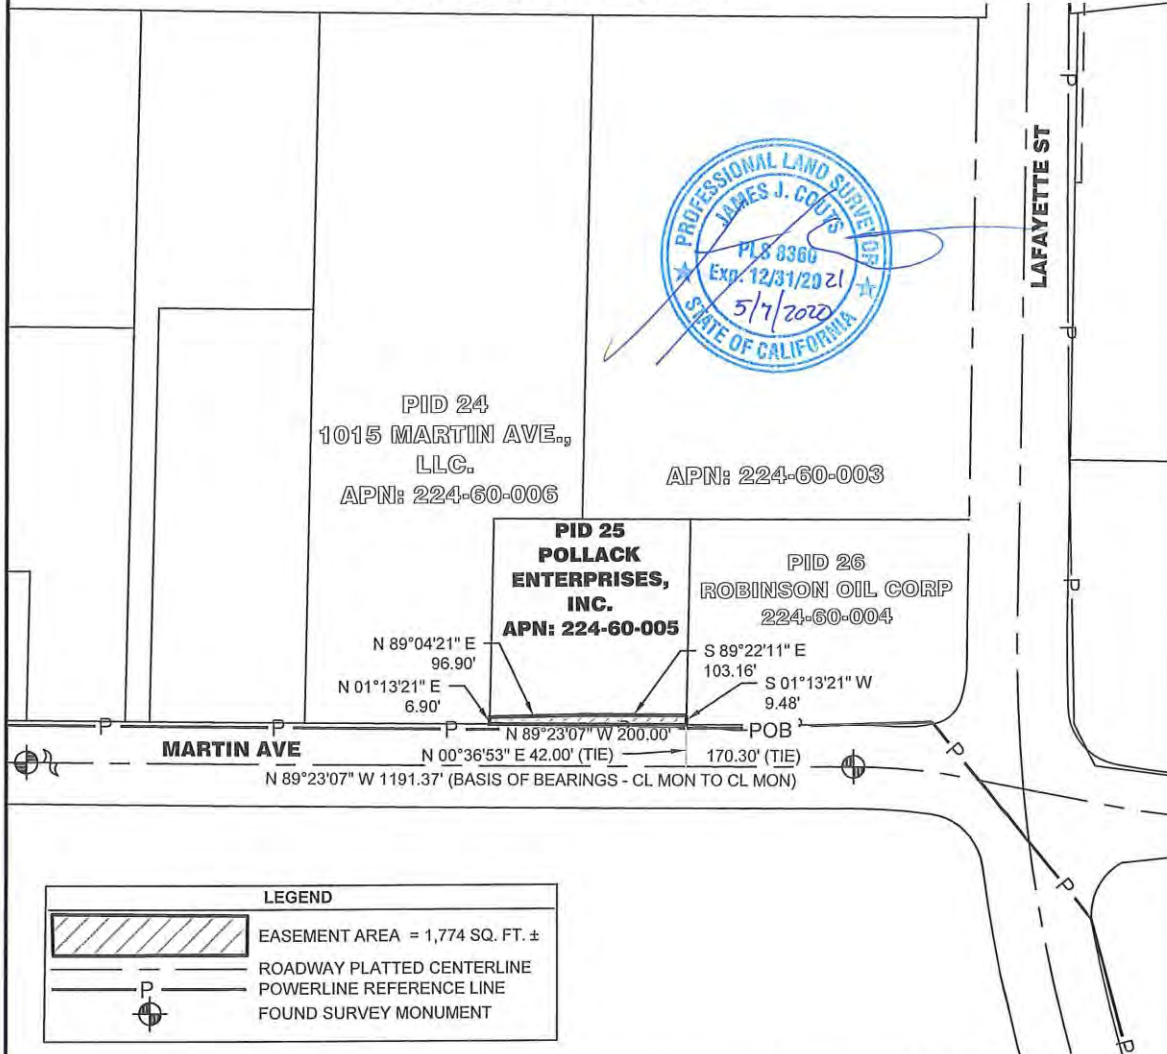 PROFESSIONAL LAND SURVEYOR
JAMES J. COUTS
PLS 8360
Exp. 12/31/2021
5/7/2020
STATE OF CALIFORNIA
LAFAYETTE ST
P
P
P
PID 24
1015 MARTIN AVE.,
LLC.
APN: 224-60-006
APN: 224-60-003
PID 25
POLLACK
ENTERPRISES,
INC.
APN: 224-60-005
PID 26
ROBINSON OIL CORP
224-60-004
N 89°04'21" E
96.90'
N 01°13'21" E
6.90'
S 89°22'11" E
103.16'
S 01°13'21" W
9.48'
P
P
P
N 89°23'07" W 200.00'
POB
MARTIN AVE
N 00°36'53" E 42.00' (TIE)
170.30' (TIE)
N 89°23'07" W 1191.37' (BASIS OF BEARINGS - CL MON TO CL MON)
P
P
P
LEGEND
EASEMENT AREA = 1,774 SQ. FT. ±
ROADWAY PLATTED CENTERLINE
P
POWERLINE REFERENCE LINE
FOUND SURVEY MONUMENT